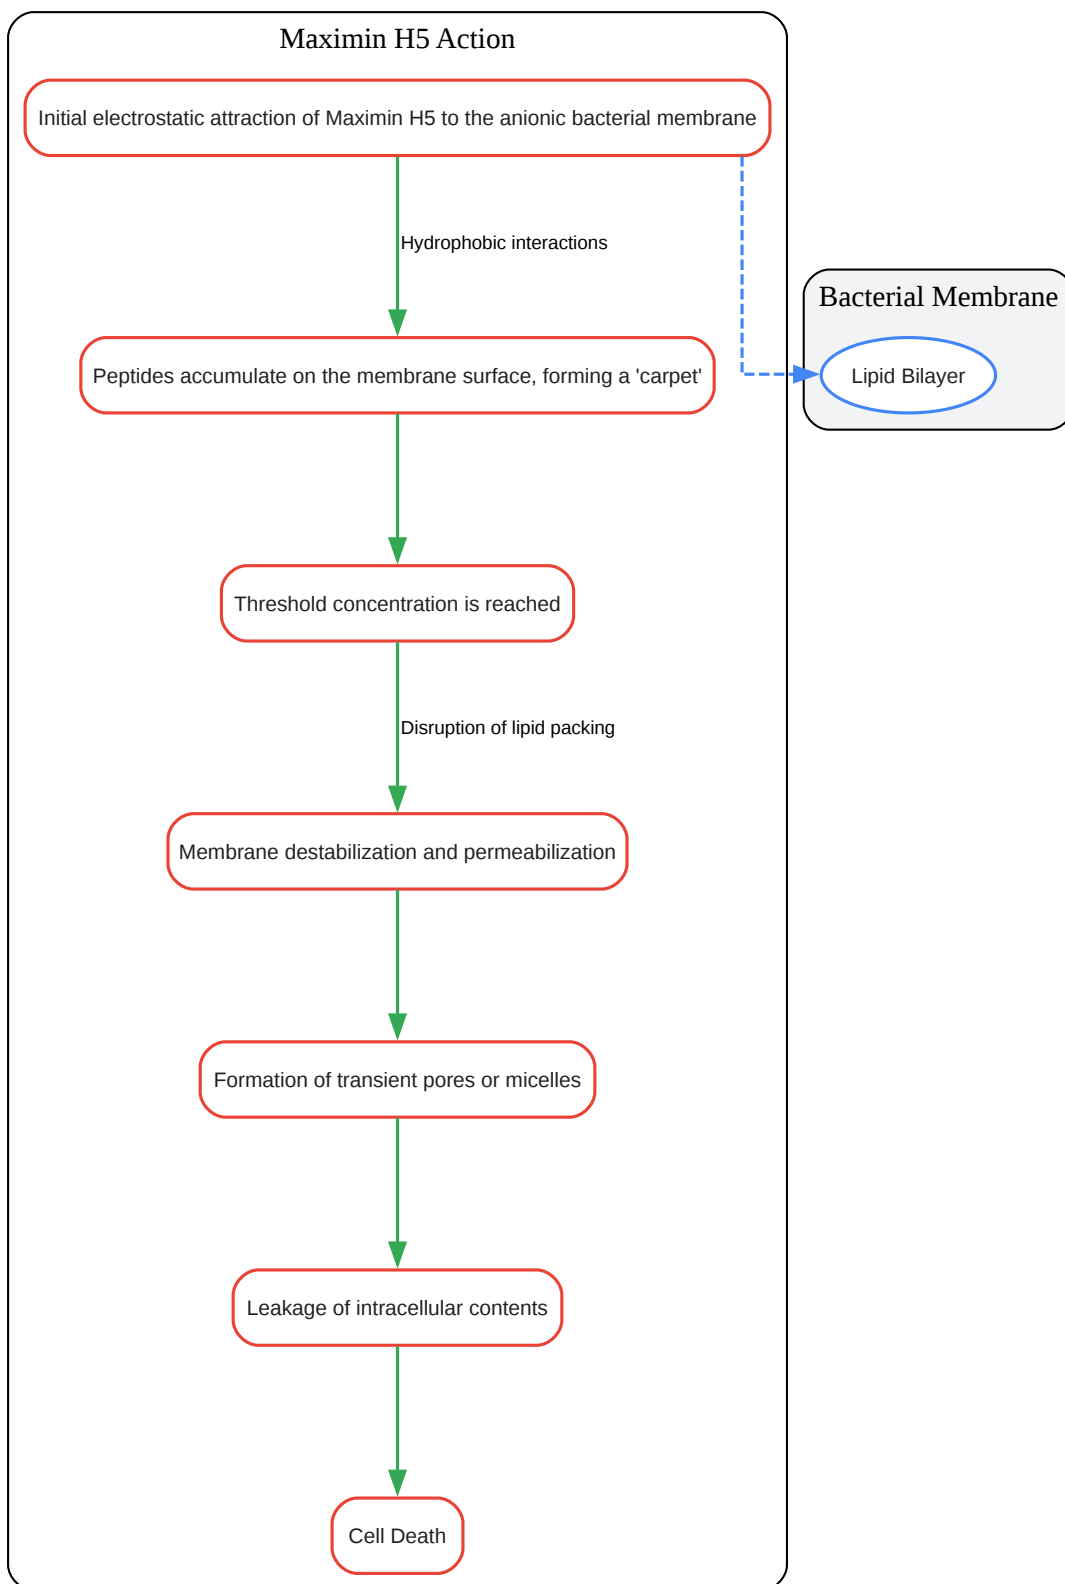 Maximin H5 Action
Initial electrostatic attraction of Maximin H5 to the anionic bacterial membrane
Hydrophobic interactions
Bacterial Membrane
Peptides accumulate on the membrane surface, forming a 'carpet'
Lipid Bilayer
Threshold concentration is reached
Disruption of lipid packing
Membrane destabilization and permeabilization
Formation of transient pores or micelles
Leakage of intracellular contents
Cell Death